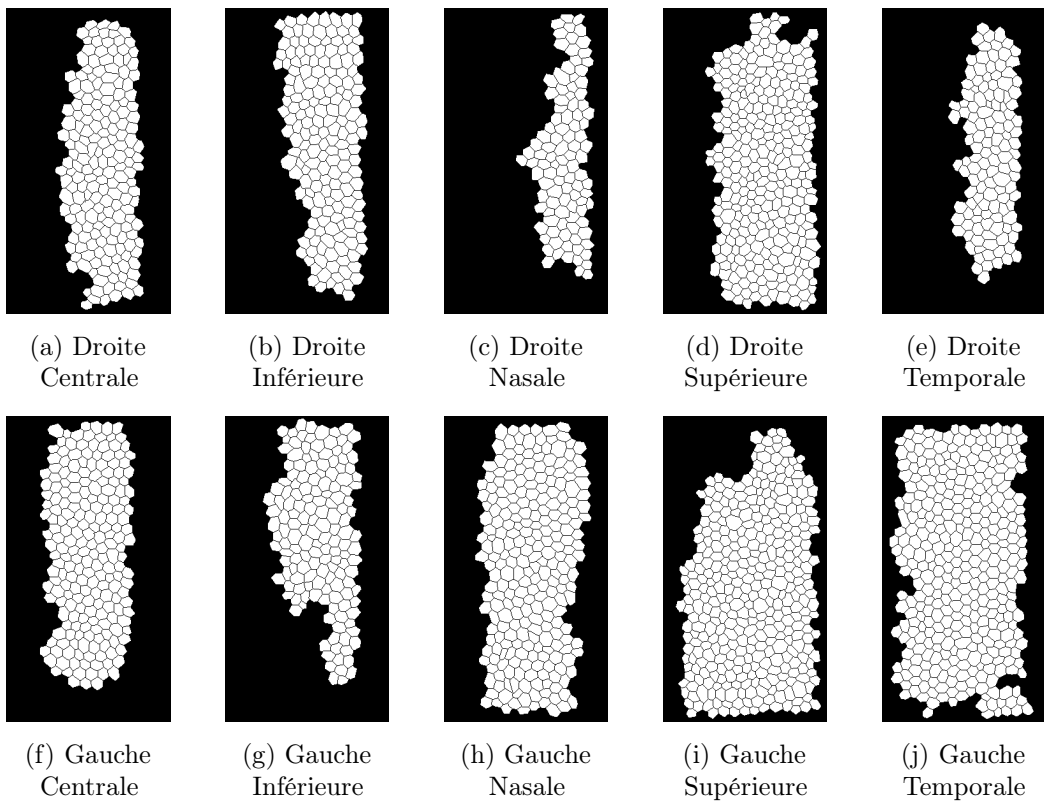 (a) Droite
Centrale
(b) Droite
Inférieure
(c) Droite
Nasale
(d) Droite
Supérieure
(e) Droite
Temporale
(f) Gauche
Centrale
(g) Gauche
Inférieure
(h) Gauche
Nasale
(i) Gauche
Supérieure
(j) Gauche
Temporale